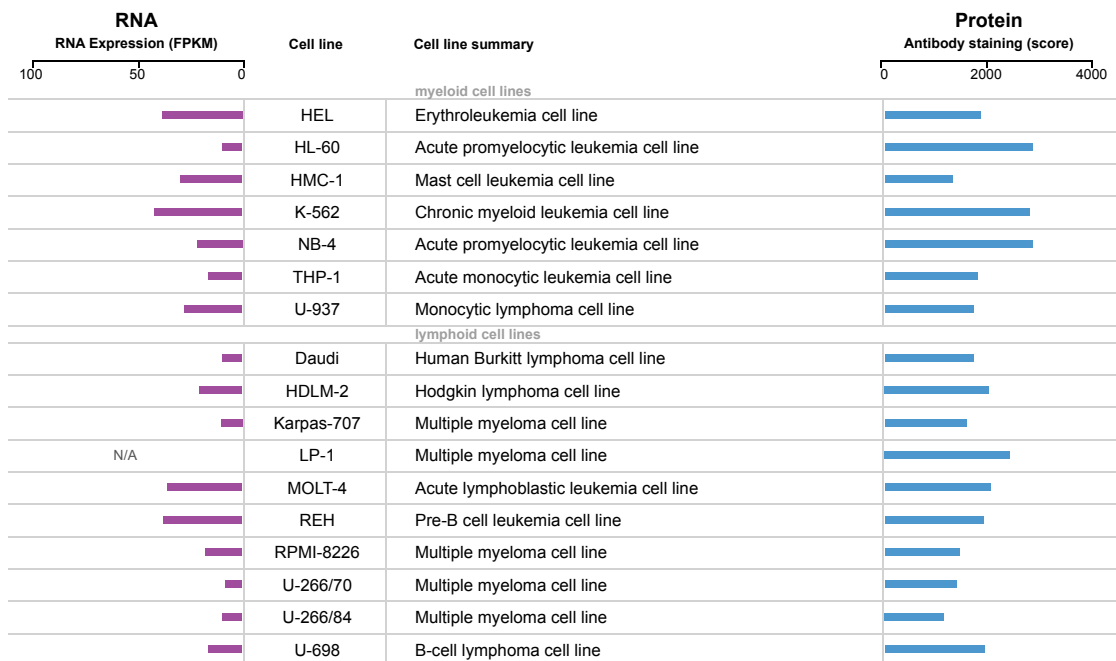 RNA Protein
RNA Expression (FPKM) Cell line Cell line summary Antibody staining (score)
100 50 0 0 2000 4000
myeloid cell lines
HEL Erythroleukemia cell line
HL-60 Acute promyelocytic leukemia cell line
HMC-1 Mast cell leukemia cell line
K-562 Chronic myeloid leukemia cell line
NB-4 Acute promyelocytic leukemia cell line
THP-1 Acute monocytic leukemia cell line
U-937 Monocytic lymphoma cell line
lymphoid cell lines
Daudi Human Burkitt lymphoma cell line
HDLM-2 Hodgkin lymphoma cell line
Karpas-707 Multiple myeloma cell line
N/A LP-1 Multiple myeloma cell line
MOLT-4 Acute lymphoblastic leukemia cell line
REH Pre-B cell leukemia cell line
RPMI-8226 Multiple myeloma cell line
U-266/70 Multiple myeloma cell line
U-266/84 Multiple myeloma cell line
U-698 B-cell lymphoma cell line